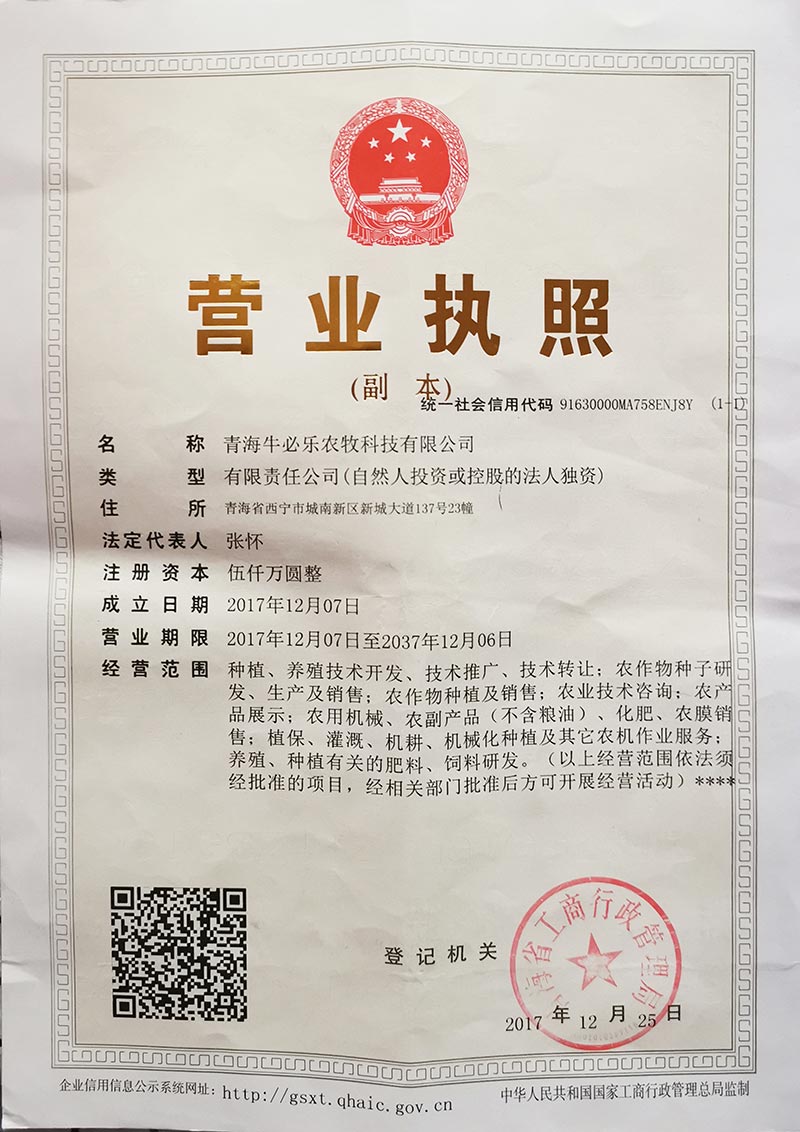 营业执照
(副 本)
统一社会信用代码 91630000MA758ENJ8Y (1-1)
名称 青海牛必乐农牧科技有限公司
类型 有限责任公司(自然人投资或控股的法人独资)
住所 青海省西宁市城南新区新城大道137号23幢
法定代表人 张怀
注册资本 伍仟万圆整
成立日期 2017年12月07日
营业期限 2017年12月07日至2037年12月06日
经营范围 种植、养殖技术开发、技术推广、技术转让；农作物种子研
发、生产及销售；农作物种植及销售；农业技术咨询；农产
品展示；农用机械、农副产品（不含粮油）、化肥、农膜销
售；植保、灌溉、机耕、机械化种植及其它农机作业服务；
养殖、种植有关的肥料、饲料研发。（以上经营范围依法须
经批准的项目，经相关部门批准后方可开展经营活动）****
青海省工商行政管理局
登记机关
2017 年 12 月 25 日
企业信用信息公示系统网址：http://gsxt.qhaic.gov.cn
中华人民共和国国家工商行政管理总局监制